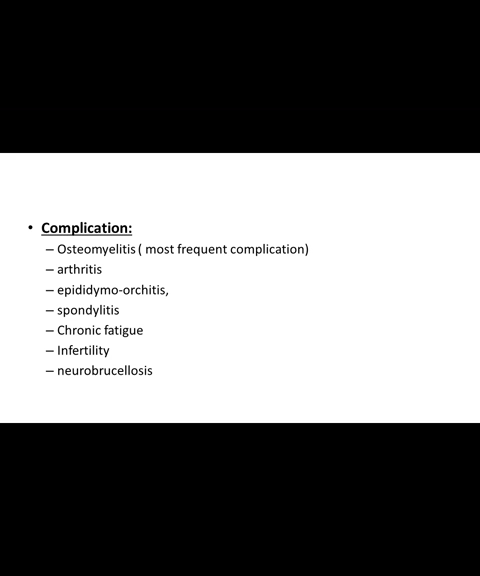 • Complication:
– Osteomyelitis ( most frequent complication)
– arthritis
– epididymo-orchitis,
– spondylitis
– Chronic fatigue
– Infertility
– neurobrucellosis